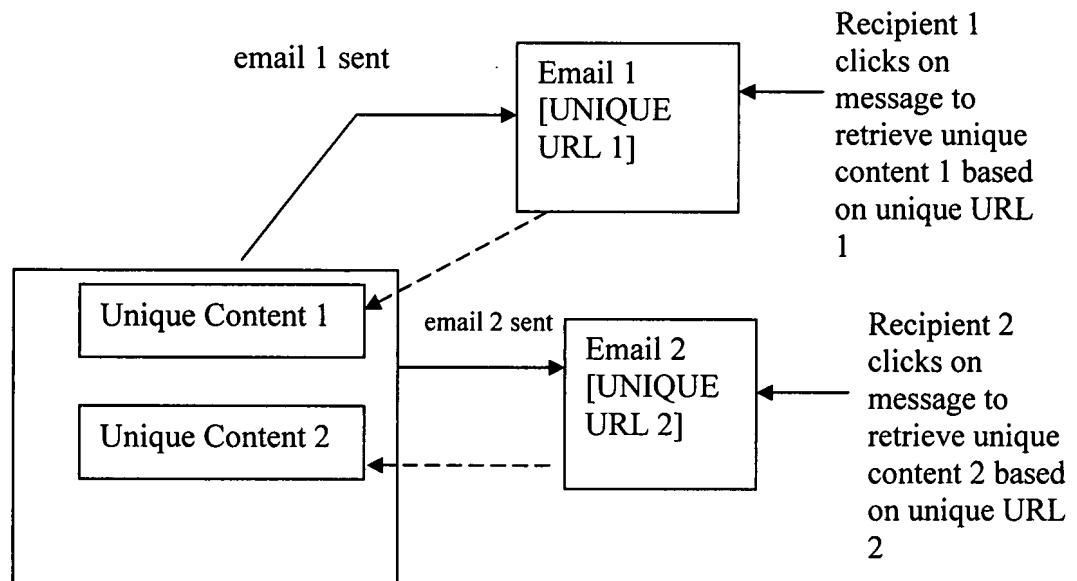 email 1 sent
Email 1
[UNIQUE
URL 1]
Recipient 1
clicks on
message to
retrieve unique
content 1 based
on unique URL
1
Unique Content 1
email 2 sent
Email 2
[UNIQUE
URL 2]
Recipient 2
clicks on
message to
retrieve unique
content 2 based
on unique URL
2
Unique Content 2